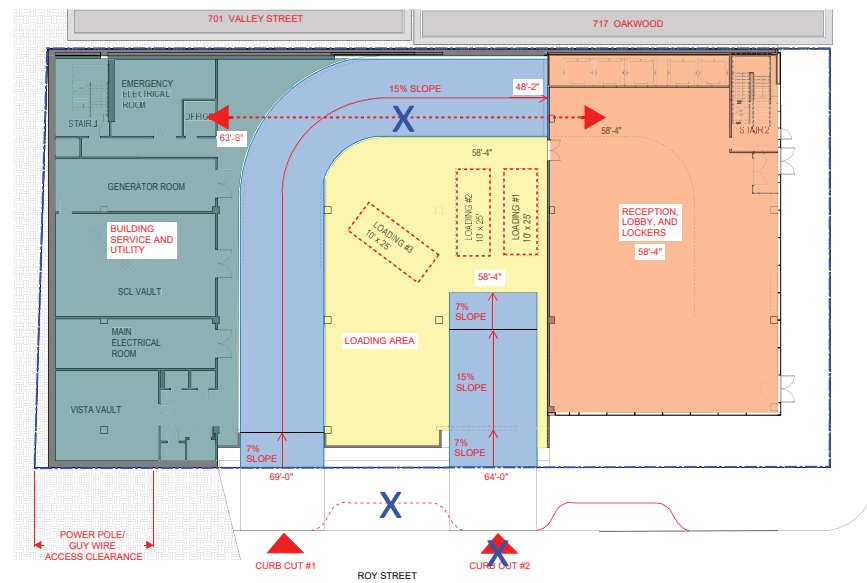 701 VALLEY STREET
717 OAKWOOD
EMERGENCY
ELECTRICAL
ROOM
STAIR 1
OFFICE
15% SLOPE
48'-2"
63'-8"
58'-4"
STAIR 2
58'-4"
GENERATOR ROOM
LOADING #3
10' x 25'
LOADING #2
10' x 25'
LOADING #1
10' x 25'
BUILDING
SERVICE AND
UTILITY
RECEPTION,
LOBBY, AND
LOCKERS
58'-4"
58'-4"
SCL VAULT
7%
SLOPE
MAIN
ELECTRICAL
ROOM
LOADING AREA
15%
SLOPE
VISTA VAULT
7%
SLOPE
7%
SLOPE
69'-0"
64'-0"
X
X
X
POWER POLE/
GUY WIRE
ACCESS CLEARANCE
CURB CUT #1
CURB CUT #2
ROY STREET